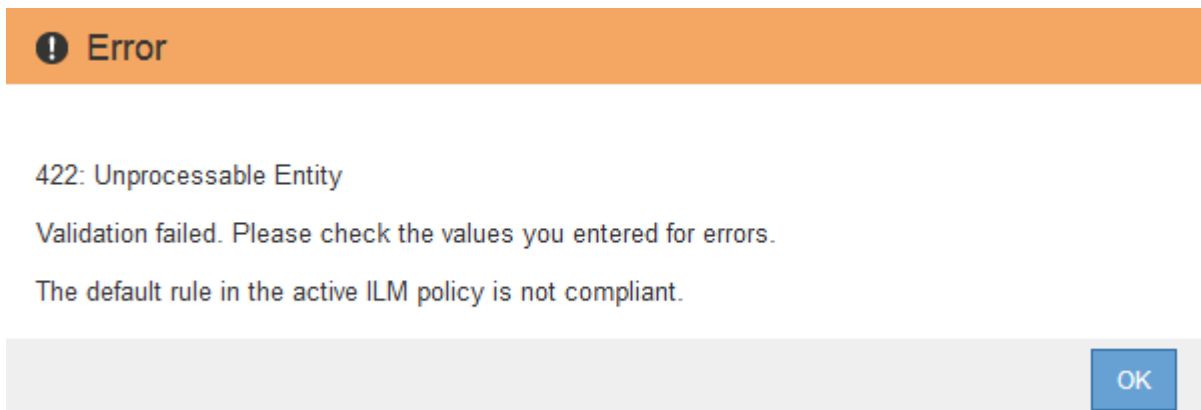 Error
422: Unprocessable Entity
Validation failed. Please check the values you entered for errors.
The default rule in the active ILM policy is not compliant.
OK